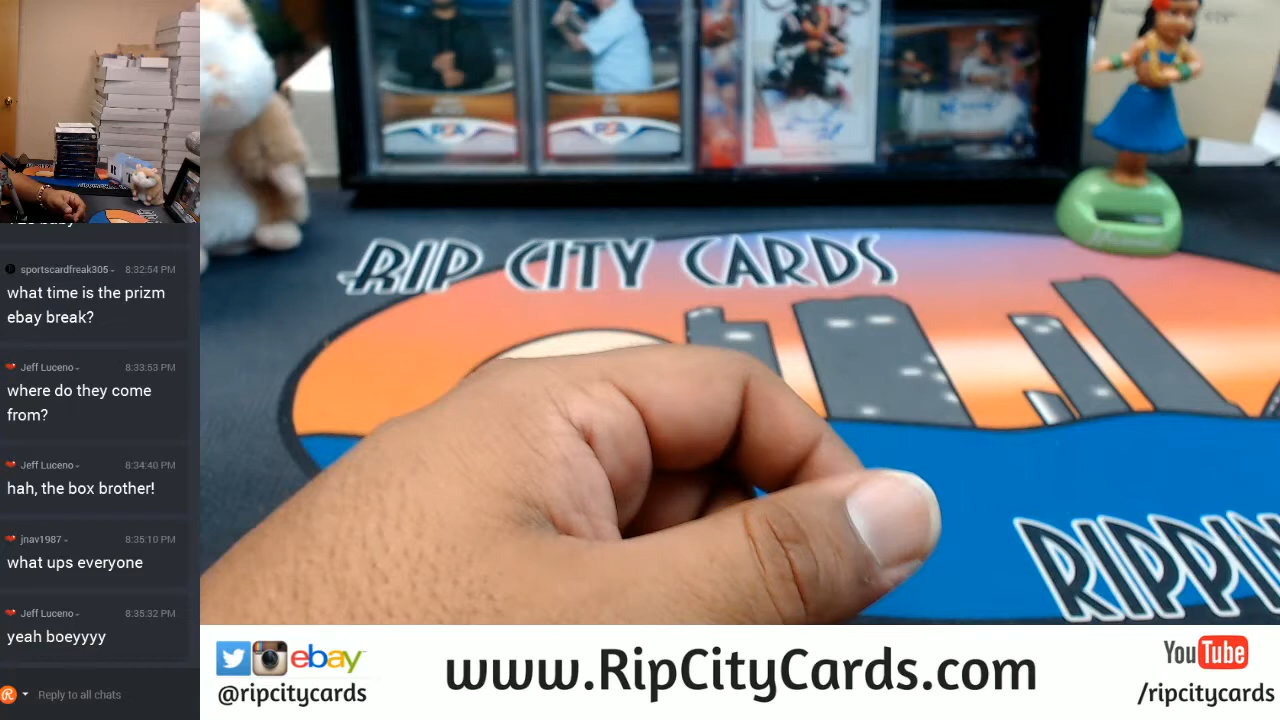 sportscardfreak305
8:32:54 PM
what time is the prizm
ebay break?
Jeff Luceno
8:33:53 PM
where do they come
from?
Jeff Luceno
8:34:40 PM
hah, the box brother!
jnav1987
8:35:10 PM
what ups everyone
Jeff Luceno
8:35:32 PM
yeah boeyyyy
Reply to all chats
RIP CITY CARDS
RIPPIN
ebay
@ripcitycards
www.RipCityCards.com
YouTube
/ripcitycards